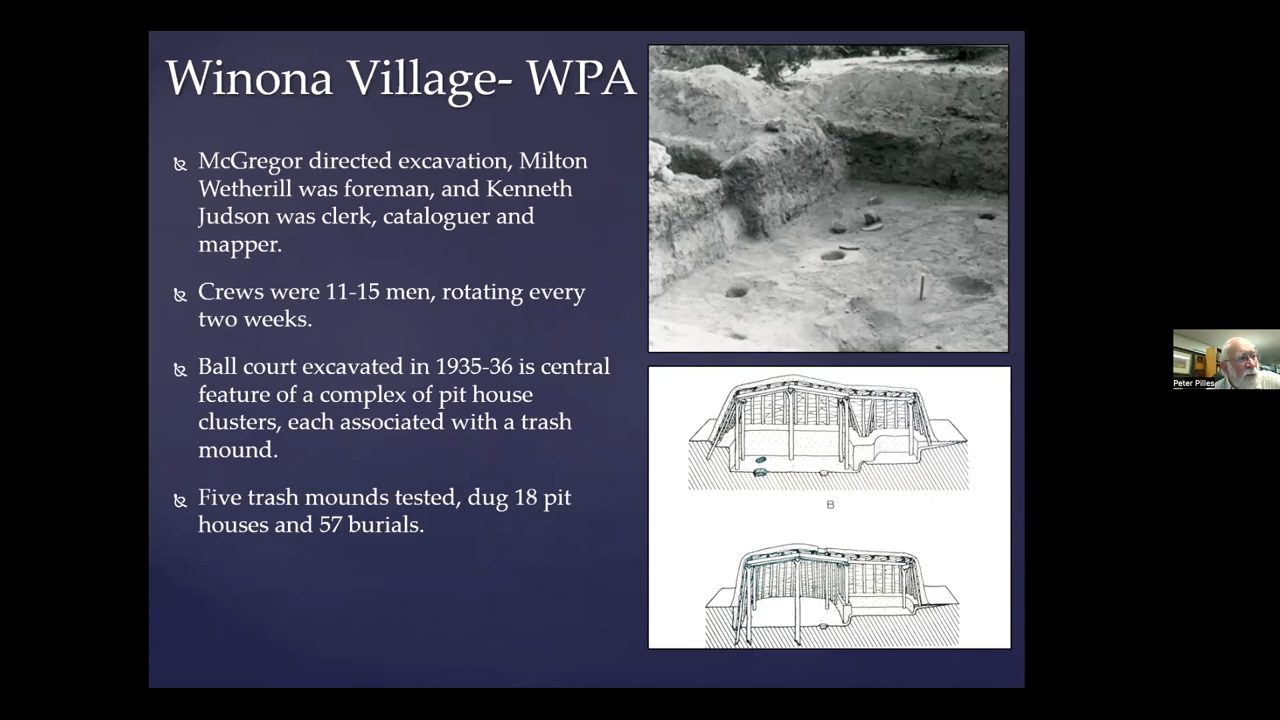 Winona Village- WPA
McGregor directed excavation, Milton
Wetherill was foreman, and Kenneth
Judson was clerk, cataloguer and
mapper.
Crews were 11-15 men, rotating every
two weeks.
Ball court excavated in 1935-36 is central
feature of a complex of pit house
clusters, each associated with a trash
mound.
Five trash mounds tested, dug 18 pit
houses and 57 burials.
B
Peter Pilles